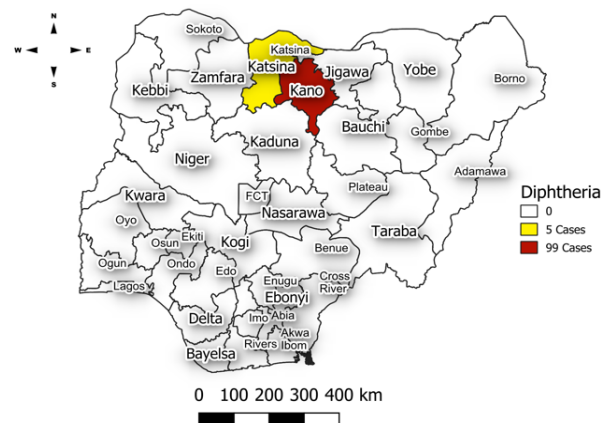 N
W E
S
Sokoto
Katsina
Katsina
Zamfara
Jigawa
Yobe
Borno
Kebbi
Kano
Bauchi
Gombe
Kaduna
Niger
Adamawa
FCT
Plateau
Kwara
Nasarawa
Oyo
Taraba
Osun
Ekiti
Kogi
Benue
Ogun
Ondo
Edo
Lagos
Enugu
Cross
River
Ebonyi
Delta
Imo
Abia
Akwa
Ibom
Rivers
Bayelsa
Diphtheria
0
5 Cases
99 Cases
0 100 200 300 400 km